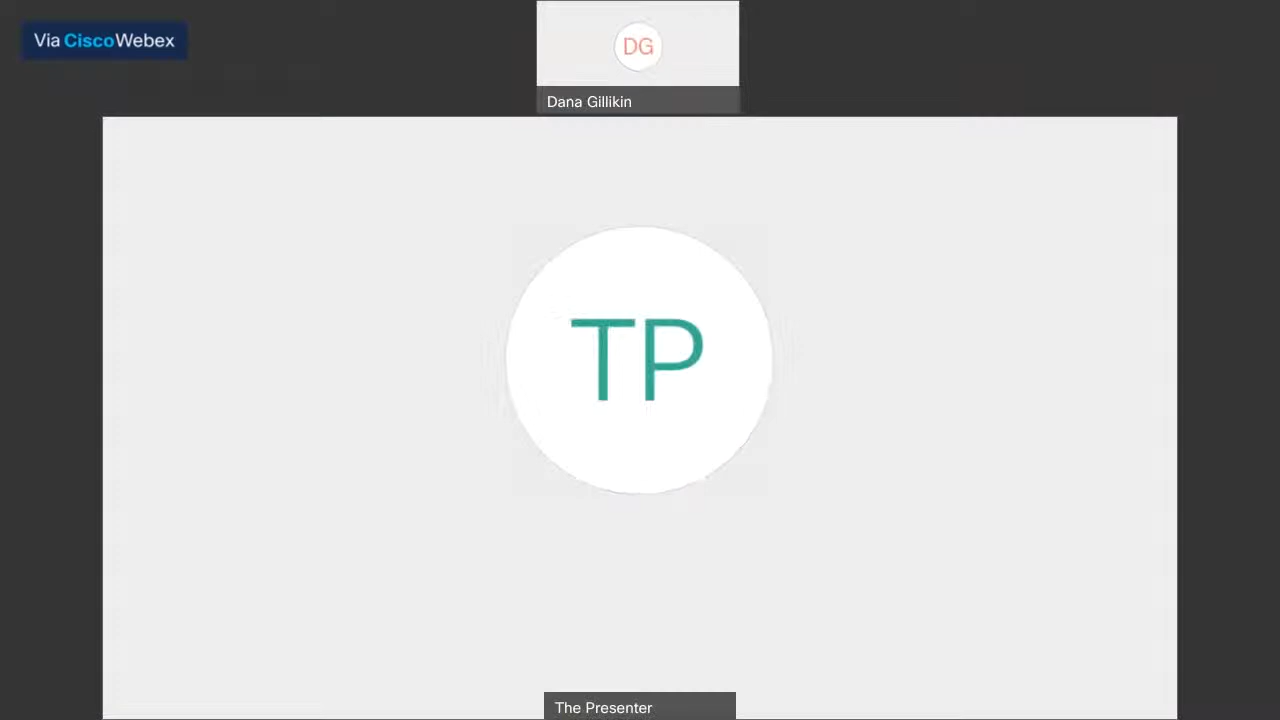 Via CiscoWebex
DG
Dana Gillikin
TP
The Presenter